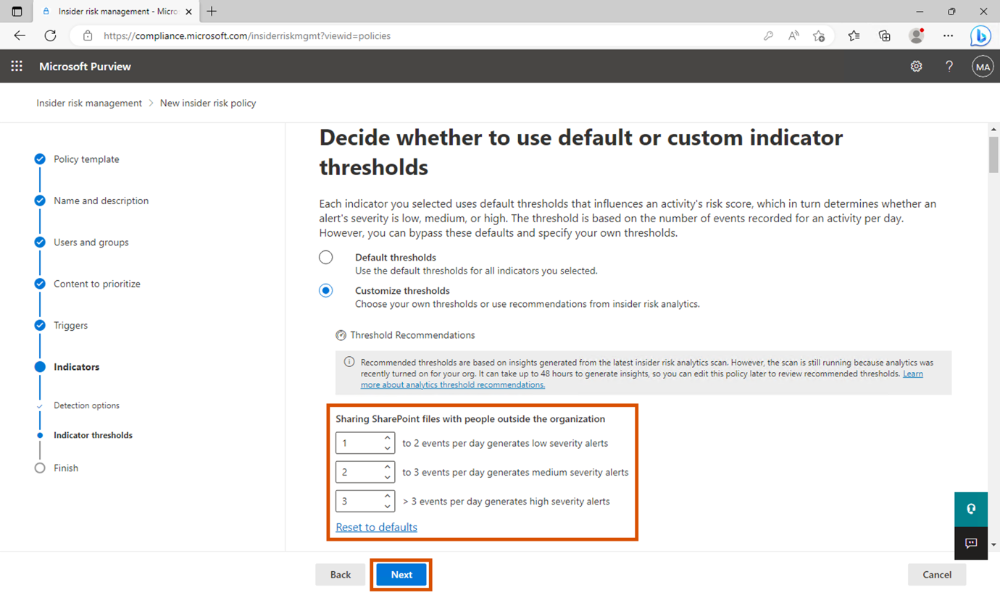 Insider risk management - Micro
https://compliance.microsoft.com/insiderriskmgmt?viewid=policies
Microsoft Purview
?
MA
Insider risk management > New insider risk policy
Policy template
Name and description
Users and groups
Content to prioritize
Triggers
Indicators
Detection options
Indicator thresholds
Finish
Decide whether to use default or custom indicator
thresholds
Each indicator you selected uses default thresholds that influences an activity's risk score, which in turn determines whether an
alert's severity is low, medium, or high. The threshold is based on the number of events recorded for an activity per day.
However, you can bypass these defaults and specify your own thresholds.
Default thresholds
Use the default thresholds for all indicators you selected.
Customize thresholds
Choose your own thresholds or use recommendations from insider risk analytics.
Threshold Recommendations
Recommended thresholds are based on insights generated from the latest insider risk analytics scan. However, the scan is still running because analytics was
recently turned on for your org. It can take up to 48 hours to generate insights, so you can edit this policy later to review recommended thresholds. Learn
more about analytics threshold recommendations.
Sharing SharePoint files with people outside the organization
1 to 2 events per day generates low severity alerts
2 to 3 events per day generates medium severity alerts
3 > 3 events per day generates high severity alerts
Reset to defaults
Back
Next
Cancel